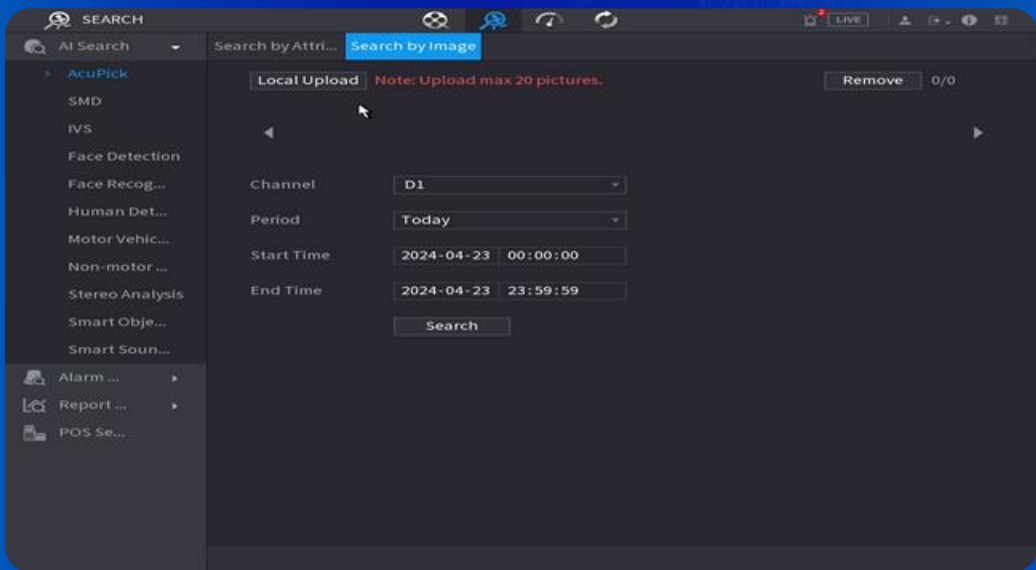 SEARCH
2
LIVE
AI Search
Search by Attri...
Search by Image
AcuPick
Local Upload
Note: Upload max 20 pictures.
Remove
0/0
SMD
IVS
Face Detection
Face Recog...
Channel
D1
Human Det...
Period
Today
Motor Vehic...
Start Time
2024-04-23
00:00:00
Non-motor ...
Stereo Analysis
End Time
2024-04-23
23:59:59
Smart Obje...
Search
Smart Soun...
Alarm ...
Report ...
POS Se...